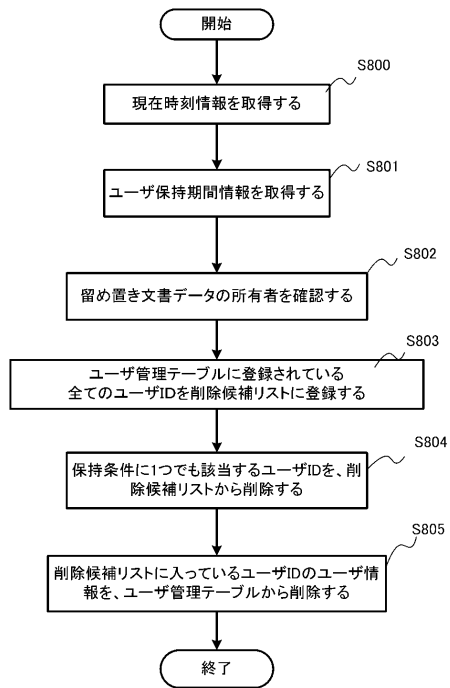 開始
S800
現在時刻情報を取得する
S801
ユーザ保持期間情報を取得する
S802
留め置き文書データの所有者を確認する
S803
ユーザ管理テーブルに登録されている
全てのユーザIDを削除候補リストに登録する
S804
保持条件に1つでも該当するユーザIDを、削
除候補リストから削除する
S805
削除候補リストに入っているユーザIDのユーザ情
報を、ユーザ管理テーブルから削除する
終了